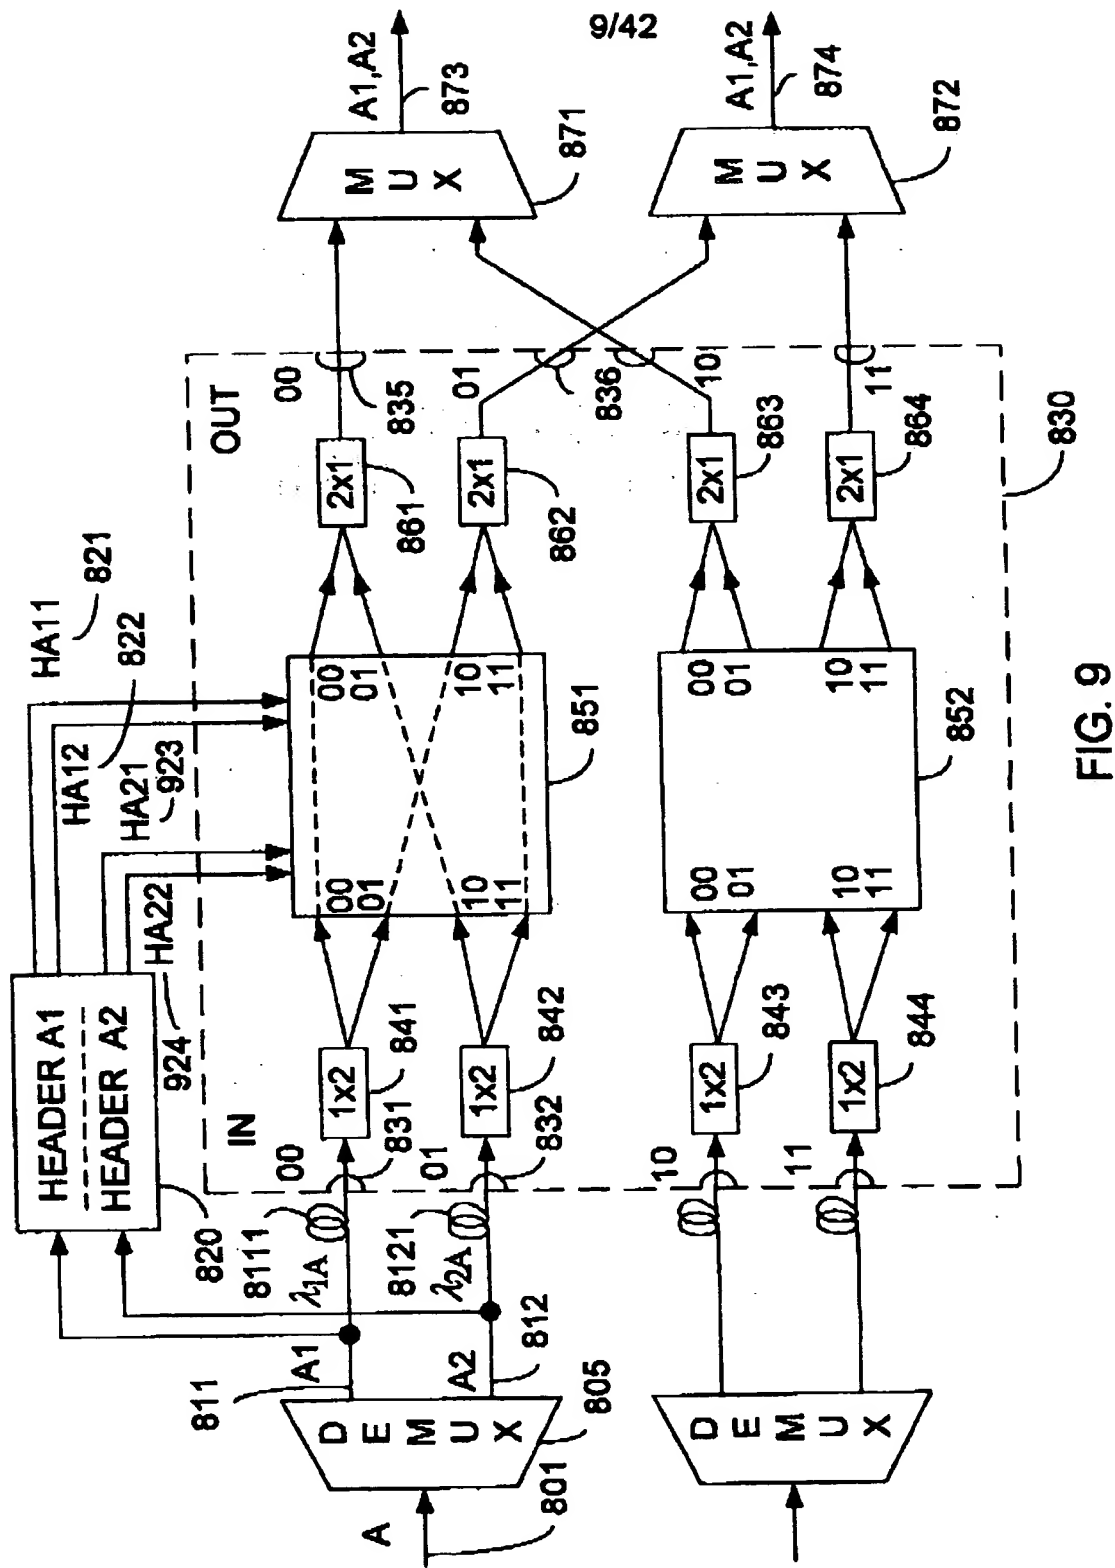 9/42
HEADER A1
HEADER A2
820
HA11
821
HA12
822
HA21
923
HA22
924
IN
OUT
A
801
DEMUX
805
811
A1
A2
812
8111
λ1A
8121
λ2A
00
831
01
832
1x2
841
1x2
842
00
01
10
11
00
01
10
11
851
2x1
861
2x1
862
00
835
01
836
MUX
871
A1,A2
873
DEMUX
10
11
1x2
843
1x2
844
00
01
10
11
00
01
10
11
852
2x1
863
2x1
864
10
11
830
MUX
872
A1,A2
874
FIG. 9